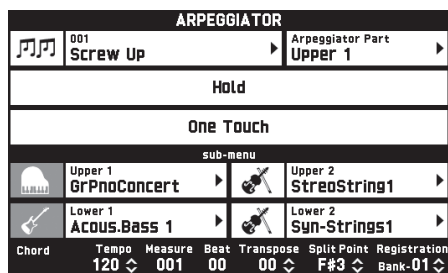 ARPEGGIATOR
001
Screw Up
Arpeggiator Part
Upper 1
Hold
One Touch
sub-menu
Upper 1
GrPnoConcert
Upper 2
StreoString1
Lower 1
Acous.Bass 1
Lower 2
Syn-Strings1
Chord Tempo Measure Beat Transpose Split Point Registration
120 001 00 00 F#3 Bank-01